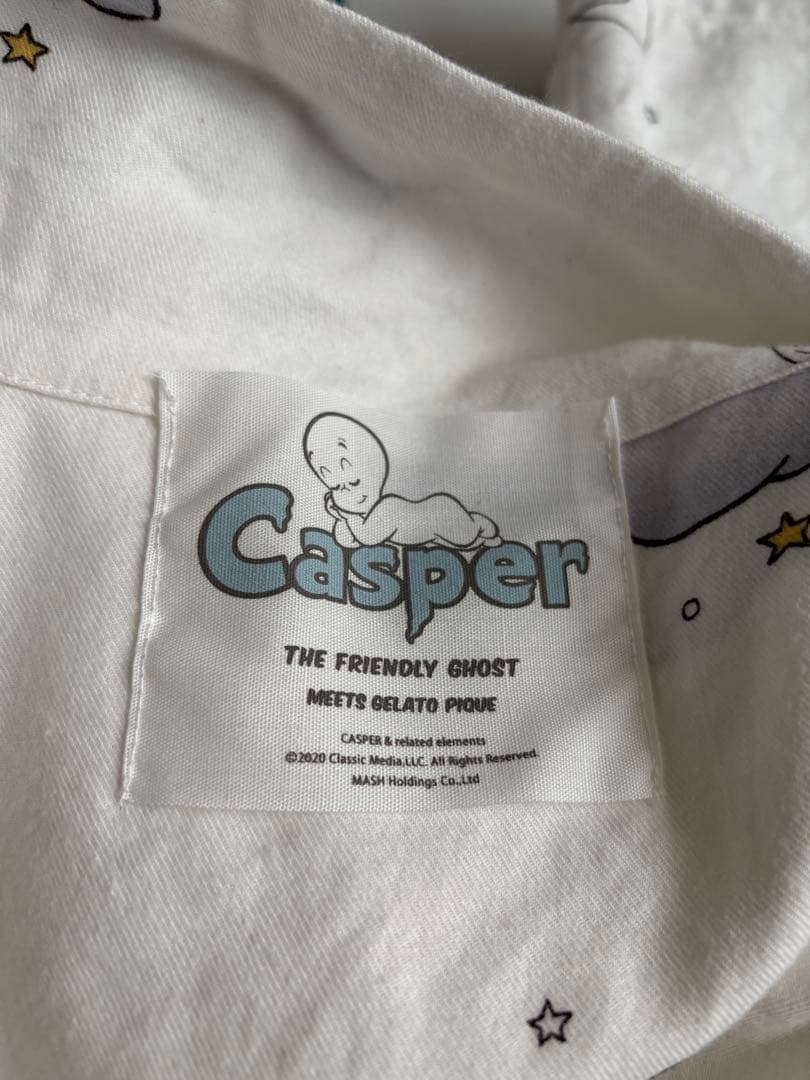 Casper
THE FRIENDLY GHOST
MEETS GELATO PIQUE
CASPER & related elements
©2020 Classic Media,LLC. All Rights Reserved.
MASH Holdings Co.,Ltd